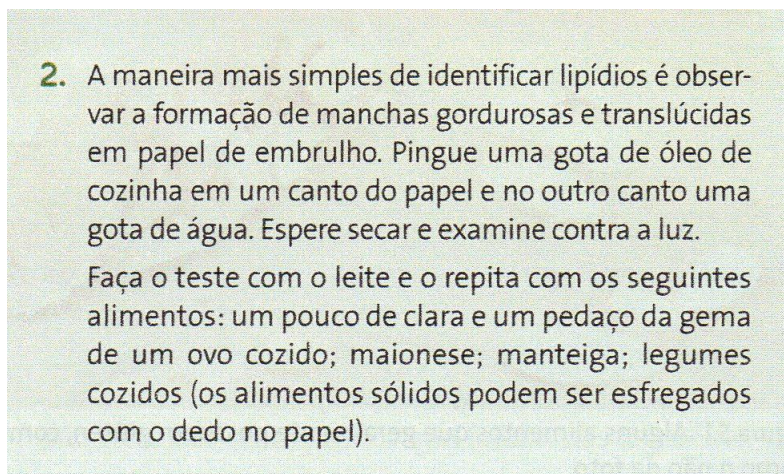 2. A maneira mais simples de identificar lipídios é obser-
var a formação de manchas gordurosas e translúcidas
em papel de embrulho. Pingue uma gota de óleo de
cozinha em um canto do papel e no outro canto uma
gota de água. Espere secar e examine contra a luz.
Faça o teste com o leite e o repita com os seguintes
alimentos: um pouco de clara e um pedaço da gema
de um ovo cozido; maionese; manteiga; legumes
cozidos (os alimentos sólidos podem ser esfregados
com o dedo no papel).